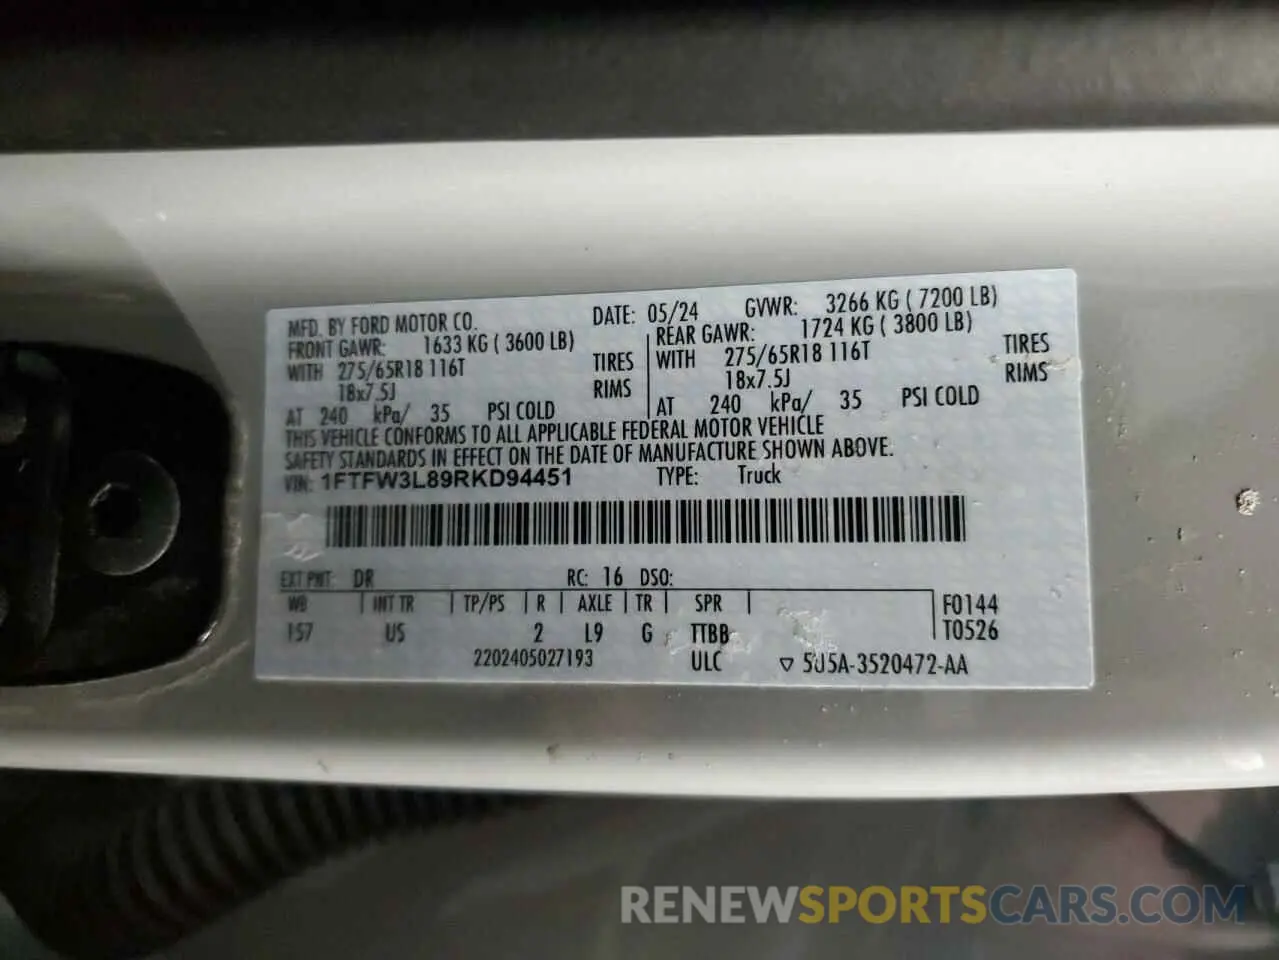 MFD. BY FORD MOTOR CO. DATE: 05/24 GVWR: 3266 KG ( 7200 LB)
FRONT GAWR: 1633 KG ( 3600 LB) REAR GAWR: 1724 KG ( 3800 LB)
WITH 275/65R18 116T TIRES WITH 275/65R18 116T TIRES
18x7.5J RIMS 18x7.5J RIMS
AT 240 kPa/ 35 PSI COLD AT 240 kPa/ 35 PSI COLD
THIS VEHICLE CONFORMS TO ALL APPLICABLE FEDERAL MOTOR VEHICLE
SAFETY STANDARDS IN EFFECT ON THE DATE OF MANUFACTURE SHOWN ABOVE.
VIN: 1FTFW3L89RKD94451 TYPE: Truck
EXT PNT: DR RC: 16 DSO:
WB INT TR TP/PS R AXLE TR SPR F0144
157 US 2 L9 G TTBB T0526
2202405027193 ULC ▽ 5U5A-3520472-AA
RENEWSPORTSCARS.COM